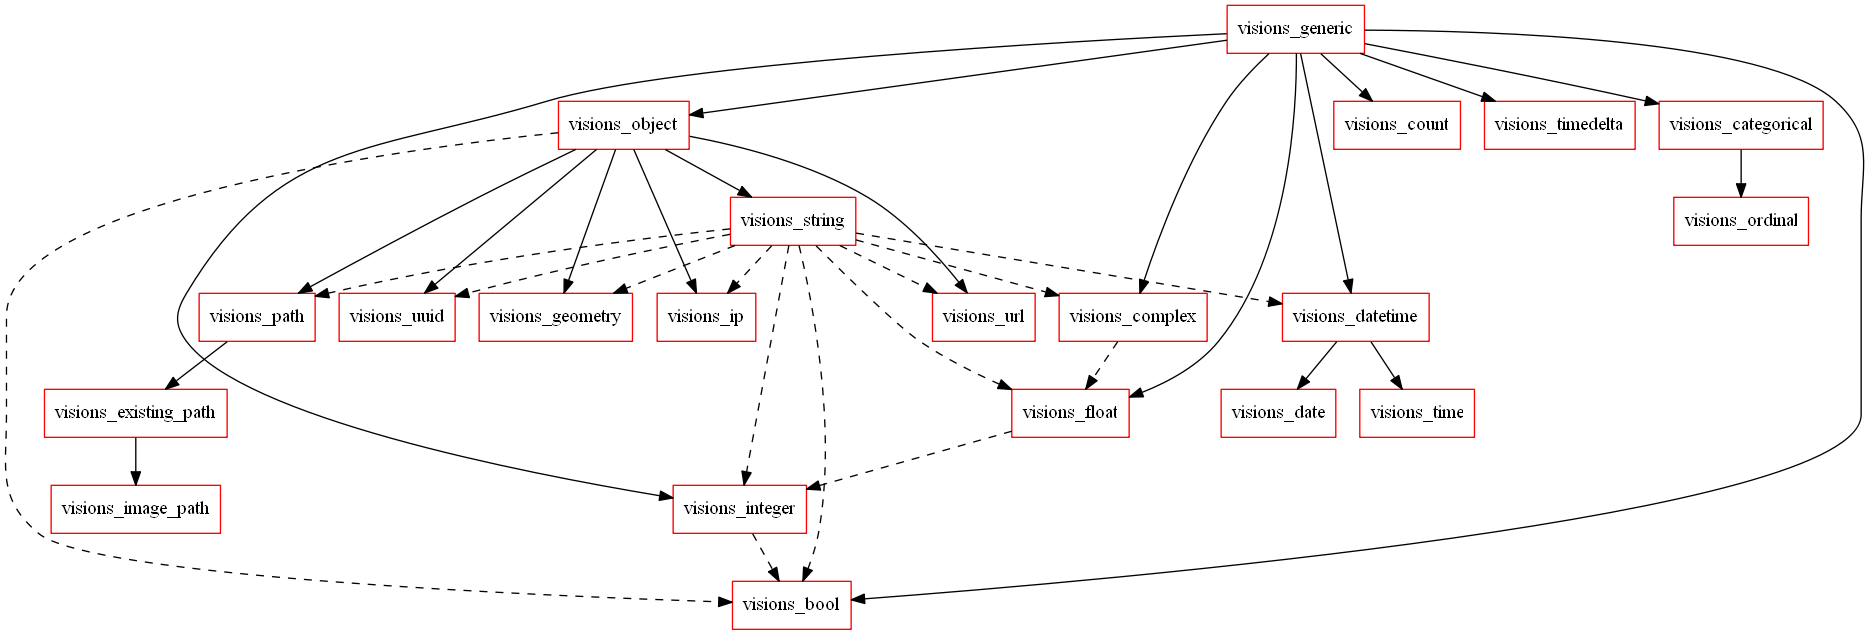 visions_generic
visions_object
visions_count
visions_timedelta
visions_categorical
visions_string
visions_ordinal
visions_path
visions_uuid
visions_geometry
visions_ip
visions_url
visions_complex
visions_datetime
visions_existing_path
visions_float
visions_date
visions_time
visions_image_path
visions_integer
visions_bool